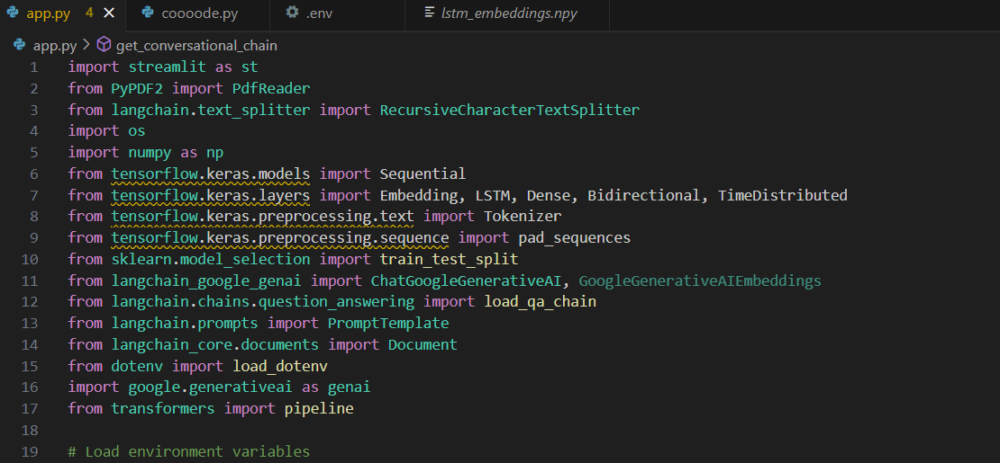 app.py 4 coooode.py .env lstm_embeddings.npy
app.py > get_conversational_chain
1 import streamlit as st
2 from PyPDF2 import PdfReader
3 from langchain.text_splitter import RecursiveCharacterTextSplitter
4 import os
5 import numpy as np
6 from tensorflow.keras.models import Sequential
7 from tensorflow.keras.layers import Embedding, LSTM, Dense, Bidirectional, TimeDistributed
8 from tensorflow.keras.preprocessing.text import Tokenizer
9 from tensorflow.keras.preprocessing.sequence import pad_sequences
10 from sklearn.model_selection import train_test_split
11 from langchain_google_genai import ChatGoogleGenerativeAI, GoogleGenerativeAIEmbeddings
12 from langchain.chains.question_answering import load_qa_chain
13 from langchain.prompts import PromptTemplate
14 from langchain_core.documents import Document
15 from dotenv import load_dotenv
16 import google.generativeai as genai
17 from transformers import pipeline
18
19 # Load environment variables